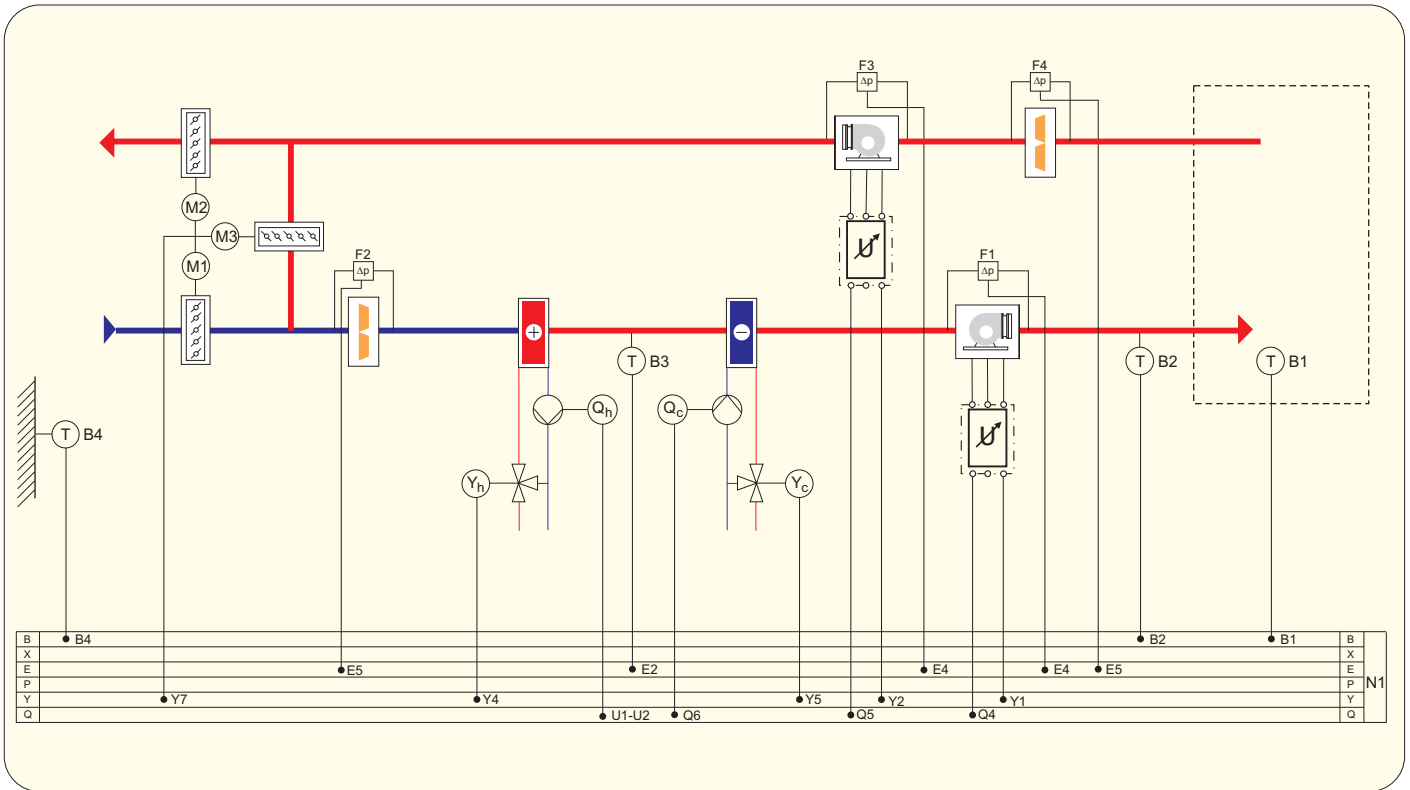 F3
F4
Δp
Δp
M2
M3
F2
F1
M1
Δp
Δp
U
+
−
T B3
T B2
T B1
Qh
Qc
T B4
U
Yh
Yc
B B4 B2 B1 B
X X
E E5 E2 E4 E4 E5 E
P P N1
Y Y7 Y4 Y5 Y2 Y1 Y
Q U1-U2 Q6 Q5 Q4 Q